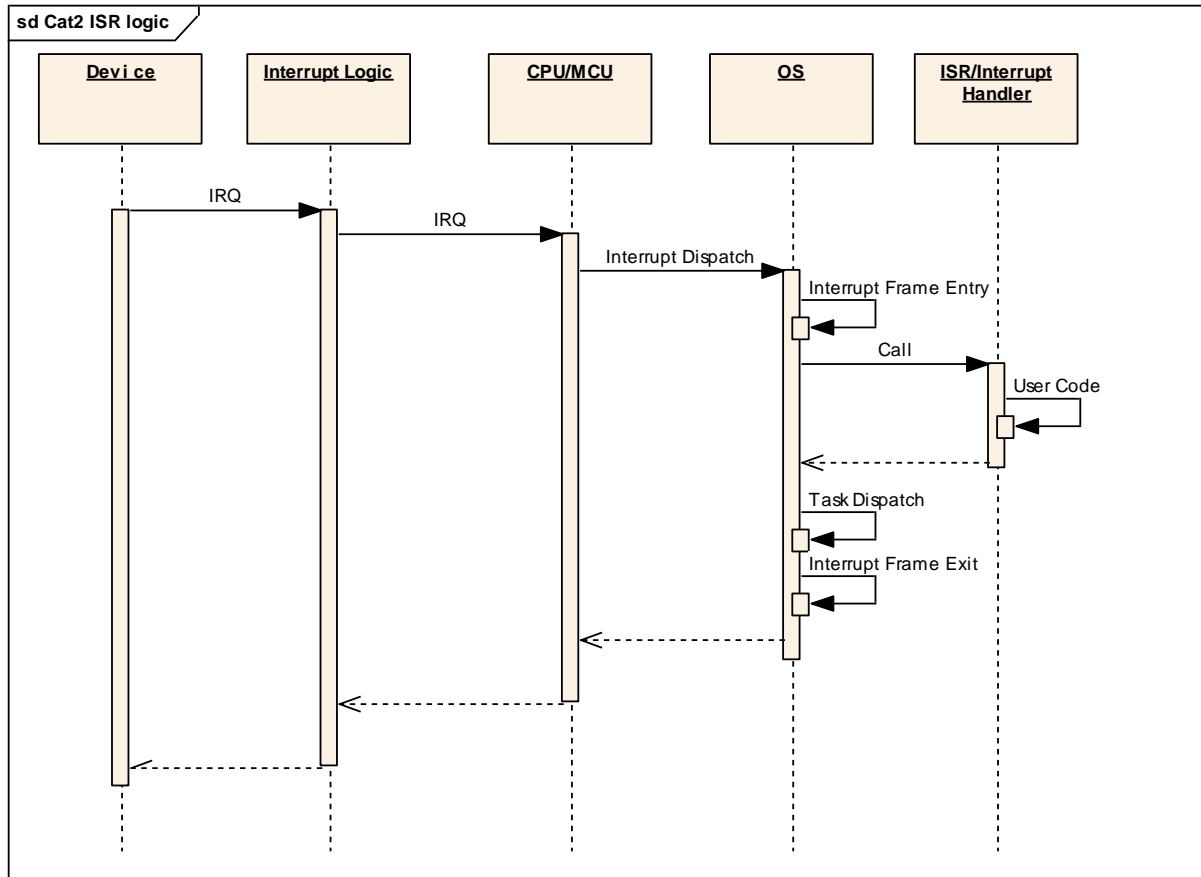 sd Cat2 ISR logic
Device
Interrupt Logic
CPU/MCU
OS
ISR/Interrupt
Handler
IRQ
IRQ
Interrupt Dispatch
Interrupt Frame Entry
Call
User Code
Task Dispatch
Interrupt Frame Exit